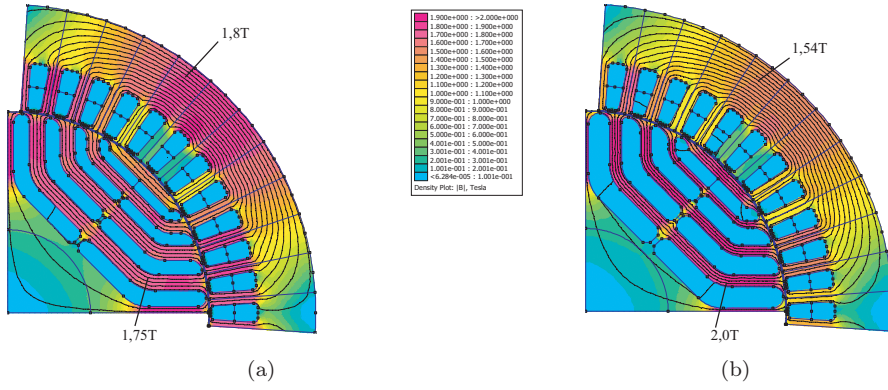 1,8T
1,75T
(a)
1.900e+000 : >2.000e+000
1.800e+000 : 1.900e+000
1.700e+000 : 1.800e+000
1.600e+000 : 1.700e+000
1.500e+000 : 1.600e+000
1.400e+000 : 1.500e+000
1.300e+000 : 1.400e+000
1.200e+000 : 1.300e+000
1.100e+000 : 1.200e+000
1.000e+000 : 1.100e+000
9.000e-001 : 1.000e+000
8.000e-001 : 9.000e-001
7.000e-001 : 8.000e-001
6.000e-001 : 7.000e-001
5.000e-001 : 6.000e-001
4.001e-001 : 5.000e-001
3.001e-001 : 4.001e-001
2.001e-001 : 3.001e-001
1.001e-001 : 2.001e-001
<6.284e-005 : 1.001e-001
Density Plot: |B|, Tesla
1,54T
2,0T
(b)